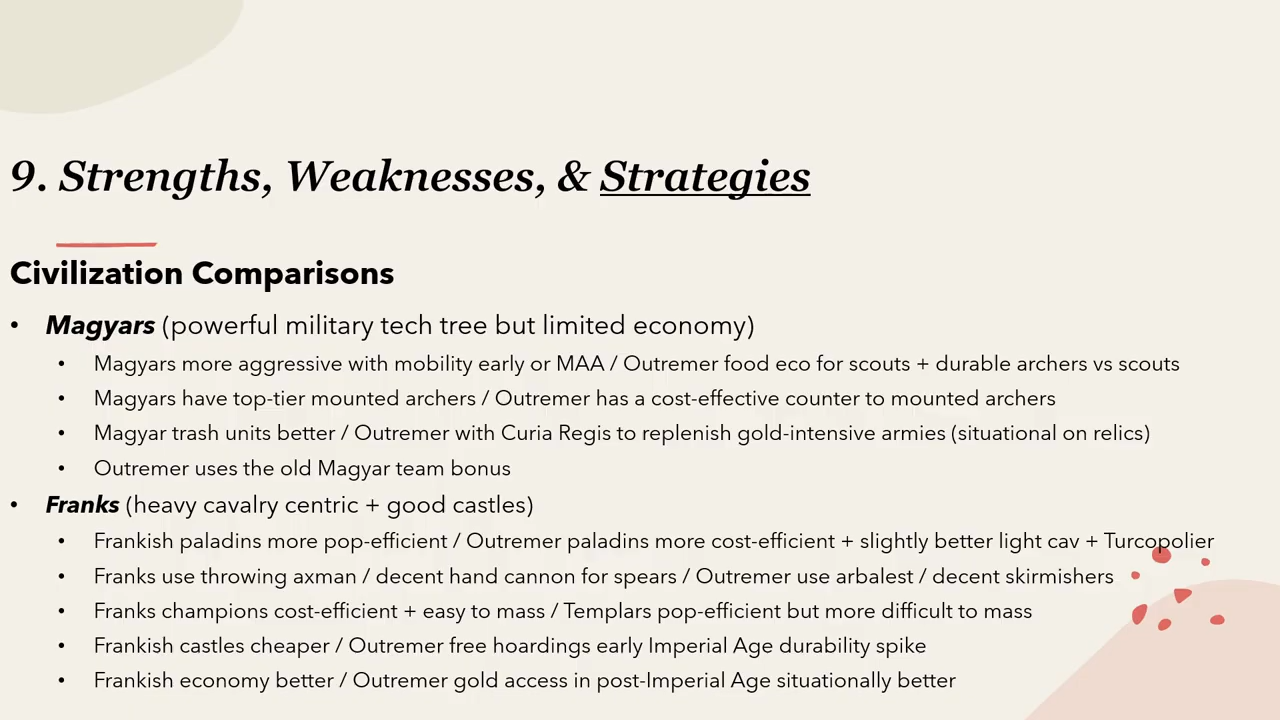 9. Strengths, Weaknesses, & Strategies
Civilization Comparisons
• Magyars (powerful military tech tree but limited economy)
• Magyars more aggressive with mobility early or MAA / Outremer food eco for scouts + durable archers vs scouts
• Magyars have top-tier mounted archers / Outremer has a cost-effective counter to mounted archers
• Magyar trash units better / Outremer with Curia Regis to replenish gold-intensive armies (situational on relics)
• Outremer uses the old Magyar team bonus
• Franks (heavy cavalry centric + good castles)
• Frankish paladins more pop-efficient / Outremer paladins more cost-efficient + slightly better light cav + Turcopolier
• Franks use throwing axman / decent hand cannon for spears / Outremer use arbalest / decent skirmishers
• Franks champions cost-efficient + easy to mass / Templars pop-efficient but more difficult to mass
• Frankish castles cheaper / Outremer free hoardings early Imperial Age durability spike
• Frankish economy better / Outremer gold access in post-Imperial Age situationally better